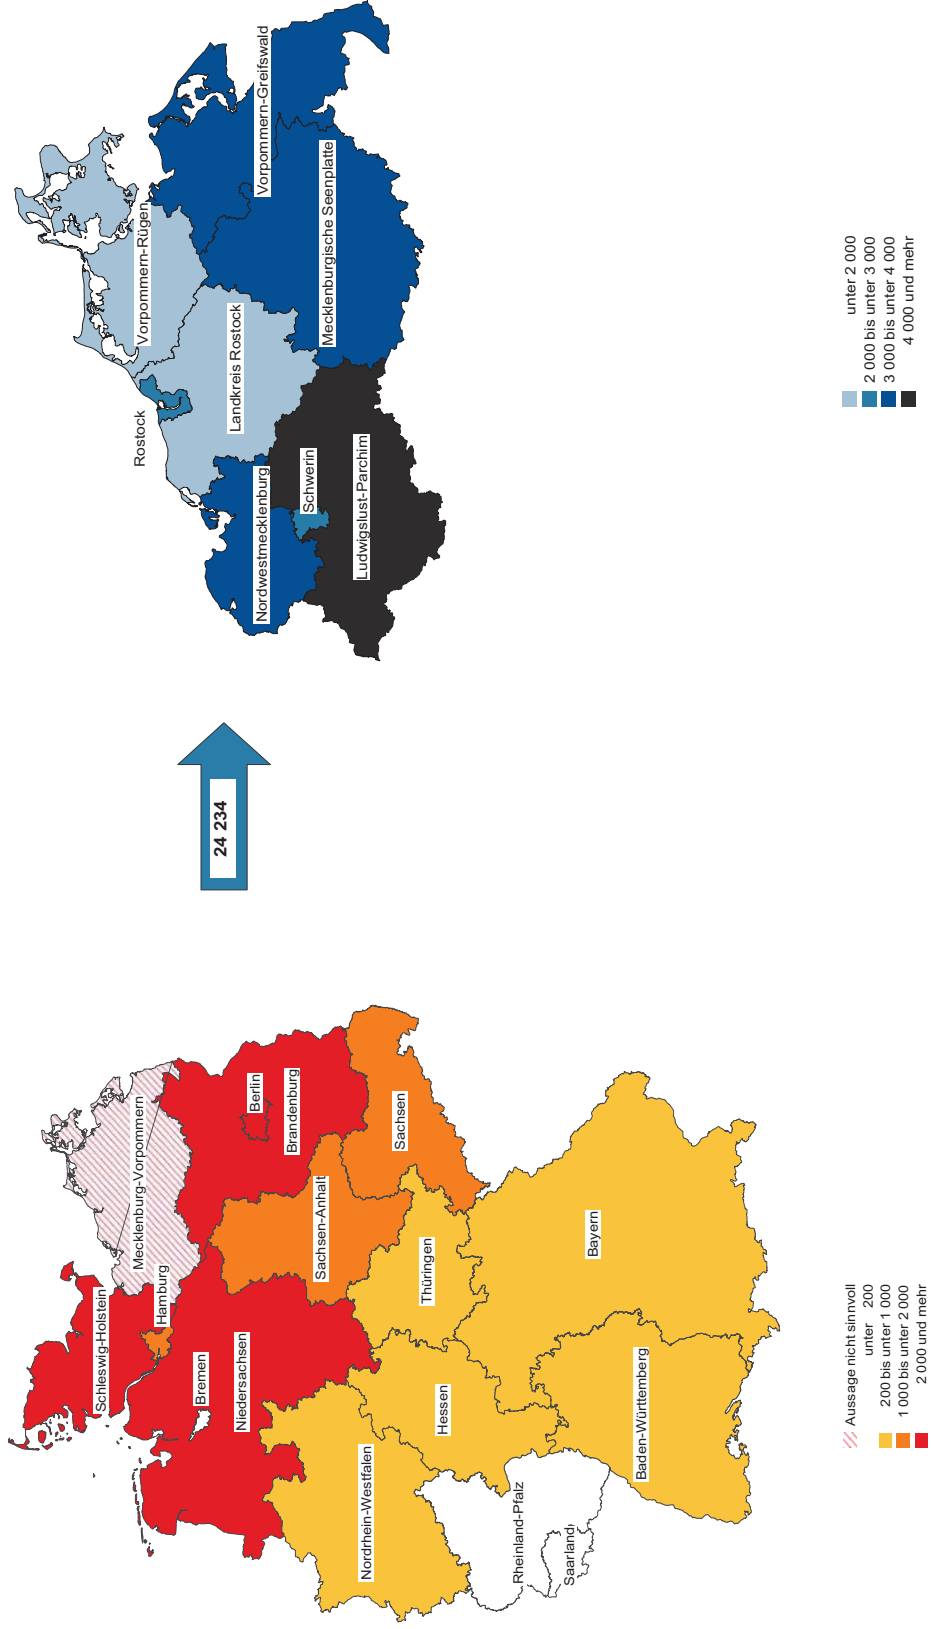 Schleswig-Holstein
Mecklenburg-Vorpommern
Hamburg
Bremen
Niedersachsen
Berlin
Brandenburg
Sachsen-Anhalt
Nordrhein-Westfalen
Sachsen
Thüringen
Hessen
Rheinland-Pfalz
Saarland
Bayern
Baden-Württemberg
Aussage nicht sinnvoll
unter 200
200 bis unter 1 000
1 000 bis unter 2 000
2 000 und mehr
24 234
Rostock
Vorpommern-Rügen
Landkreis Rostock
Nordwestmecklenburg
Vorpommern-Greifswald
Schwerin
Mecklenburgische Seenplatte
Ludwigslust-Parchim
unter 2 000
2 000 bis unter 3 000
3 000 bis unter 4 000
4 000 und mehr